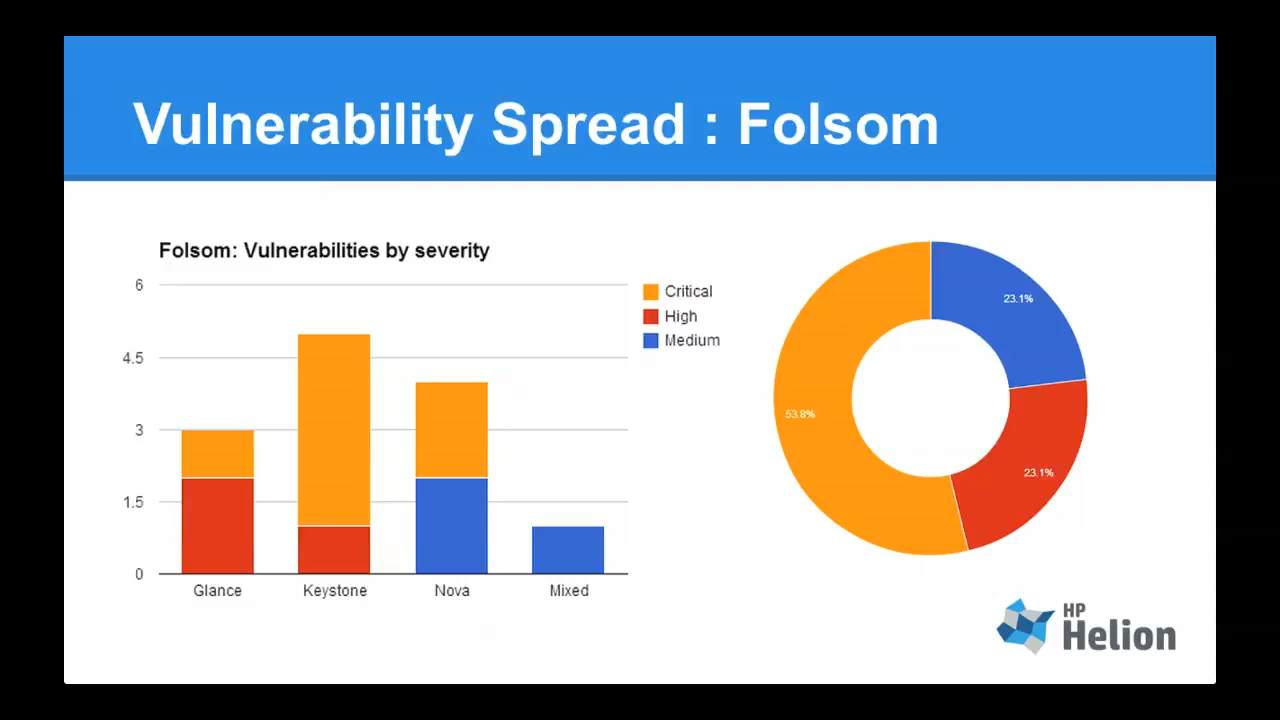 Vulnerability Spread : Folsom
Folsom: Vulnerabilities by severity
6
4.5
3
1.5
0
Glance
Keystone
Nova
Mixed
Critical
High
Medium
23.1%
53.8%
23.1%
HP
Helion